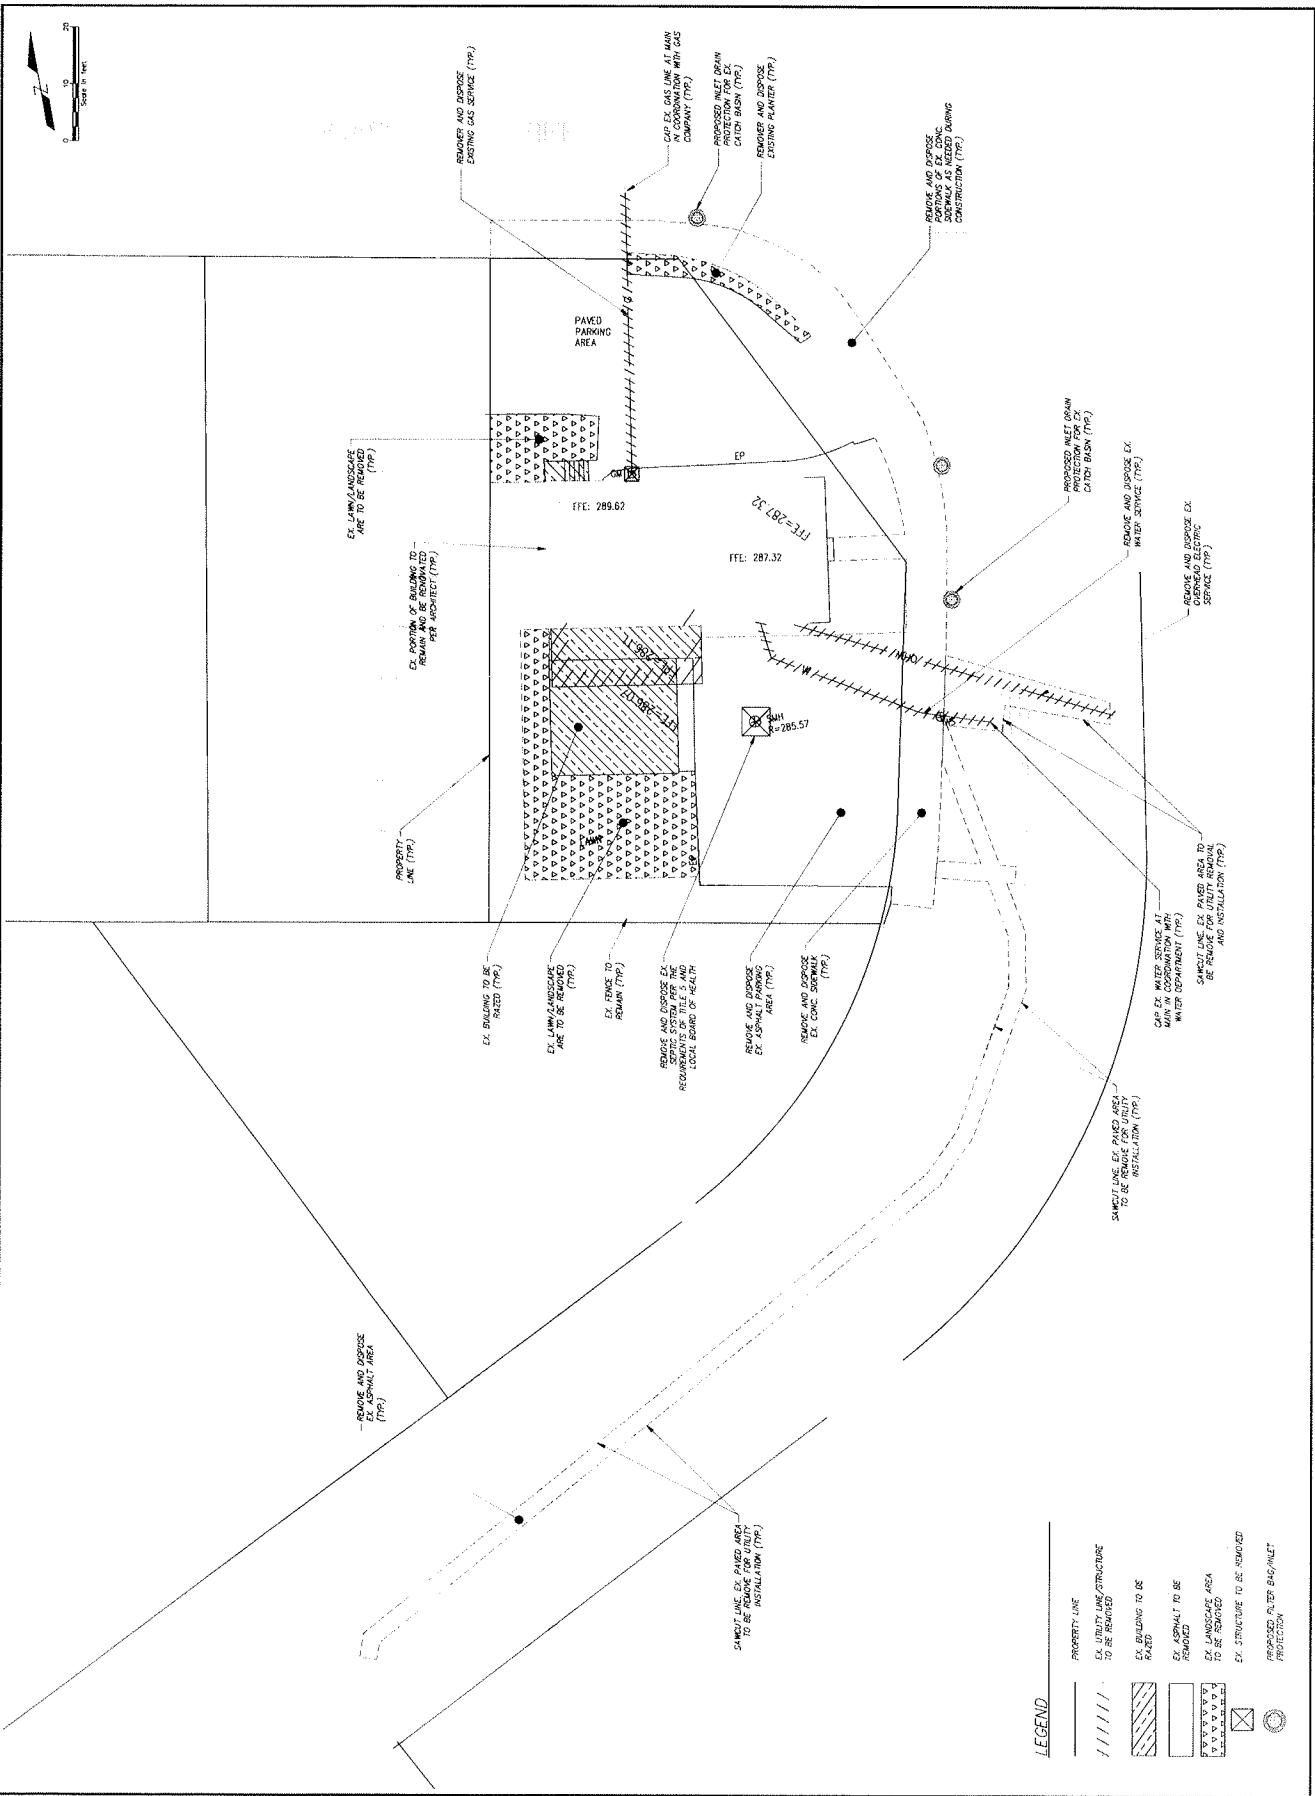 20
10
0
Scale in feet
REMOVER AND DISPOSE
EXISTING GAS SERVICE (TYP.)
CAP EX. GAS LINE AT MAIN
IN COORDINATION WITH GAS
COMPANY (TYP.)
PROPOSED INLET DRAIN
PROTECTION FOR EX.
CATCH BASIN (TYP.)
REMOVER AND DISPOSE
EXISTING PLANTER (TYP.)
REMOVE AND DISPOSE
PORTIONS OF EX. CONC.
SIDEWALK AS NEEDED DURING
CONSTRUCTION (TYP.)
PAVED
PARKING
AREA
G
EX. LAWN/LANDSCAPE
ARE TO BE REMOVED
(TYP.)
EP
GM
FFE: 289.62
FFE=287.32
FFE: 287.32
PROPOSED INLET DRAIN
PROTECTION FOR EX.
CATCH BASIN (TYP.)
REMOVE AND DISPOSE EX.
WATER SERVICE (TYP.)
REMOVE AND DISPOSE EX.
OVERHEAD ELECTRIC
SERVICE (TYP.)
EX. PORTION OF BUILDING TO
REMAIN AND BE RENOVATED
PER ARCHITECT (TYP.)
FFE=286.11
FFE=286.07
OHW
W
SMH
R=285.57
LAWN
EP
PROPERTY
LINE (TYP.)
EX. BUILDING TO BE
RAZED (TYP.)
EX. LAWN/LANDSCAPE
ARE TO BE REMOVED
(TYP.)
EX. FENCE TO
REMAIN (TYP.)
REMOVE AND DISPOSE EX.
SEPTIC SYSTEM PER THE
REQUIREMENTS OF TITLE 5 AND
LOCAL BOARD OF HEALTH
REMOVE AND DISPOSE
EX. ASPHALT PARKING
AREA (TYP.)
REMOVE AND DISPOSE
EX. CONC. SIDEWALK
(TYP.)
SAWCUT LINE. EX. PAVED AREA TO
BE REMOVE FOR UTILITY REMOVAL
AND INSTALLATION (TYP.)
CAP EX. WATER SERVICE AT
MAIN IN COORDINATION WITH
WATER DEPARTMENT (TYP.)
SAWCUT LINE. EX. PAVED AREA
TO BE REMOVE FOR UTILITY
INSTALLATION (TYP.)
REMOVE AND DISPOSE
EX. ASPHALT AREA
(TYP.)
SAWCUT LINE. EX. PAVED AREA
TO BE REMOVE FOR UTILITY
INSTALLATION (TYP.)
LEGEND
PROPERTY LINE
EX. UTILITY LINE/STRUCTURE
TO BE REMOVED
EX. BUILDING TO BE
RAZED
EX. ASPHALT TO BE
REMOVED
EX. LANDSCAPE AREA
TO BE REMOVED
EX. STRUCTURE TO BE REMOVED
PROPOSED FILTER BAG/INLET
PROTECTION